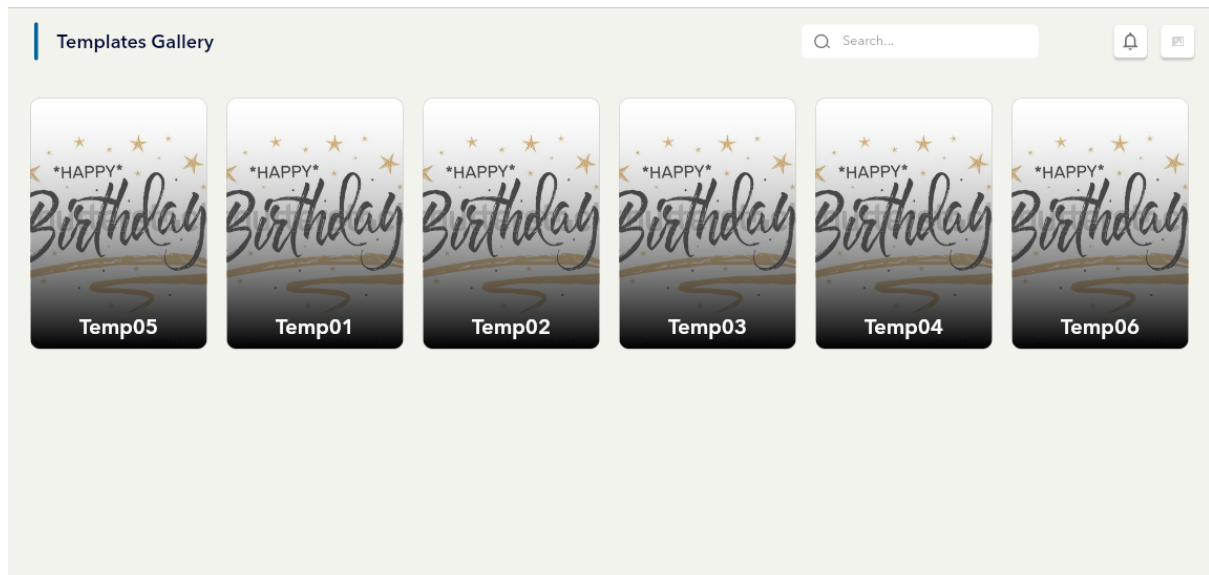 Templates Gallery
Search...
*HAPPY*
Birthday
Temp05
*HAPPY*
Birthday
Temp01
*HAPPY*
Birthday
Temp02
*HAPPY*
Birthday
Temp03
*HAPPY*
Birthday
Temp04
*HAPPY*
Birthday
Temp06